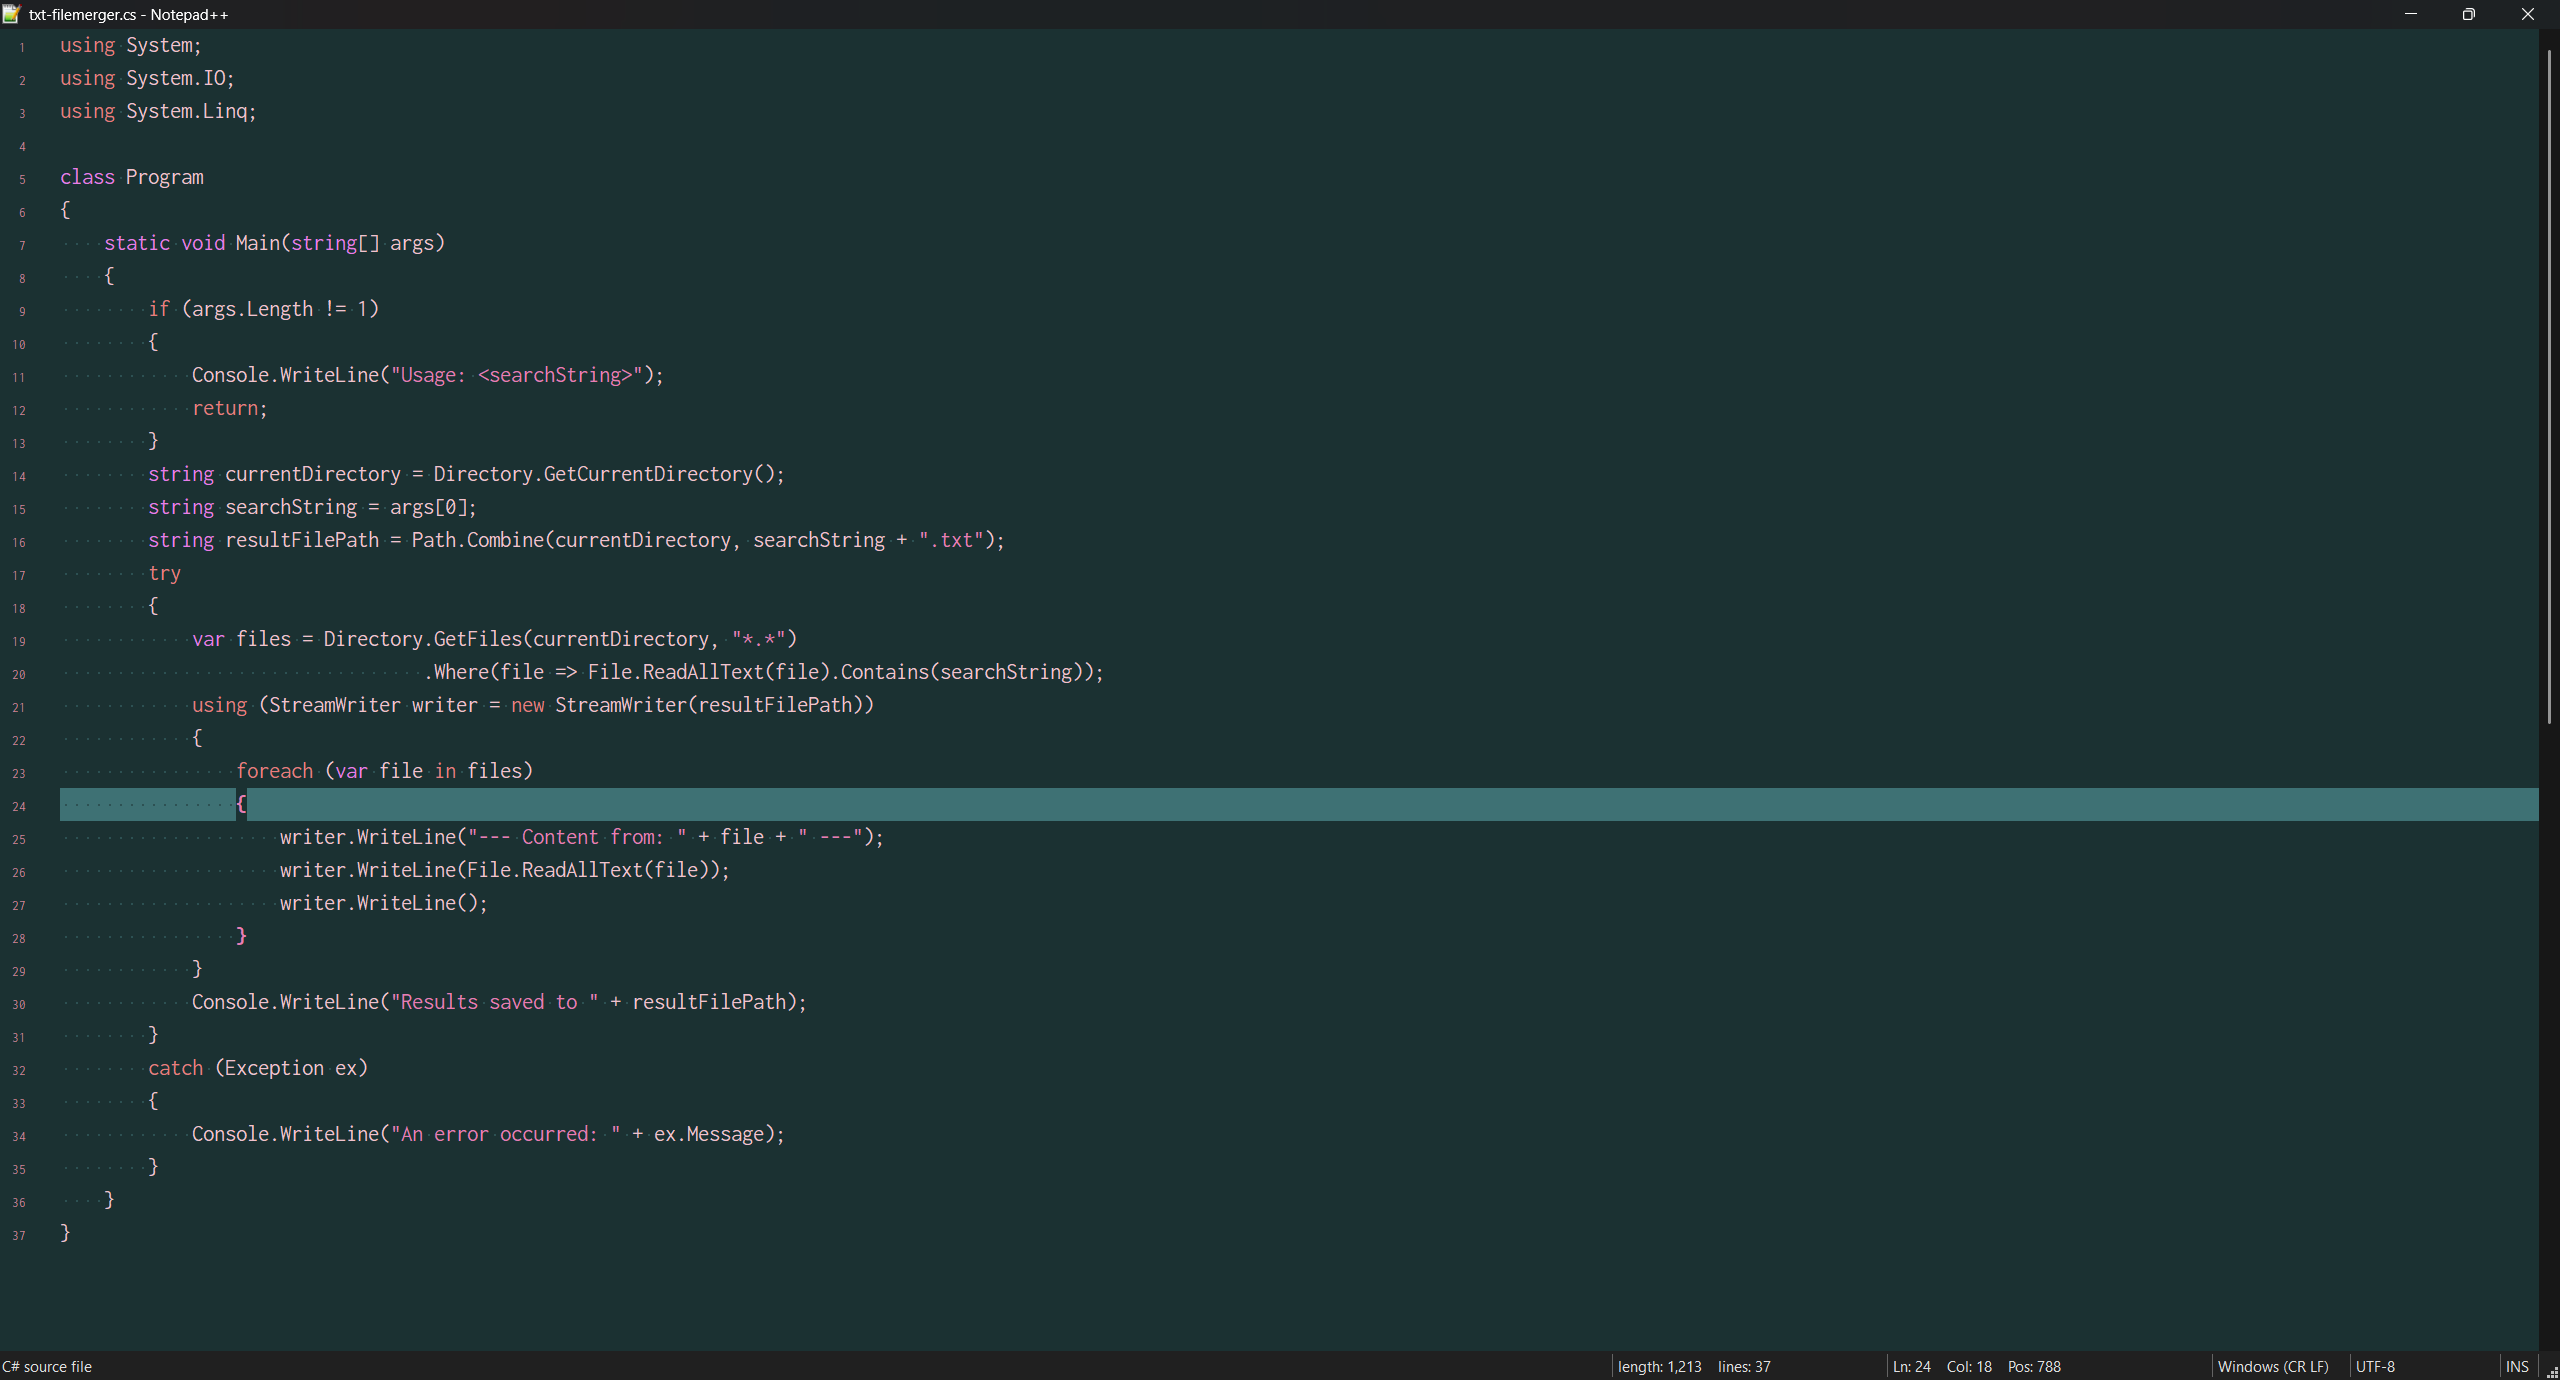 txt-filemerger.cs - Notepad++
1 using System;
2 using System.IO;
3 using System.Linq;
4
5 class Program
6 {
7     static void Main(string[] args)
8     {
9         if (args.Length != 1)
10         {
11             Console.WriteLine("Usage: <searchString>");
12             return;
13         }
14         string currentDirectory = Directory.GetCurrentDirectory();
15         string searchString = args[0];
16         string resultFilePath = Path.Combine(currentDirectory, searchString + ".txt");
17         try
18         {
19             var files = Directory.GetFiles(currentDirectory, "*.*")
20                                  .Where(file => File.ReadAllText(file).Contains(searchString));
21             using (StreamWriter writer = new StreamWriter(resultFilePath))
22             {
23                 foreach (var file in files)
24                 {
25                     writer.WriteLine("--- Content from: " + file + " ---");
26                     writer.WriteLine(File.ReadAllText(file));
27                     writer.WriteLine();
28                 }
29             }
30             Console.WriteLine("Results saved to " + resultFilePath);
31         }
32         catch (Exception ex)
33         {
34             Console.WriteLine("An error occurred: " + ex.Message);
35         }
36     }
37 }
C# source file length: 1,213 lines: 37 Ln: 24 Col: 18 Pos: 788 Windows (CR LF) UTF-8 INS